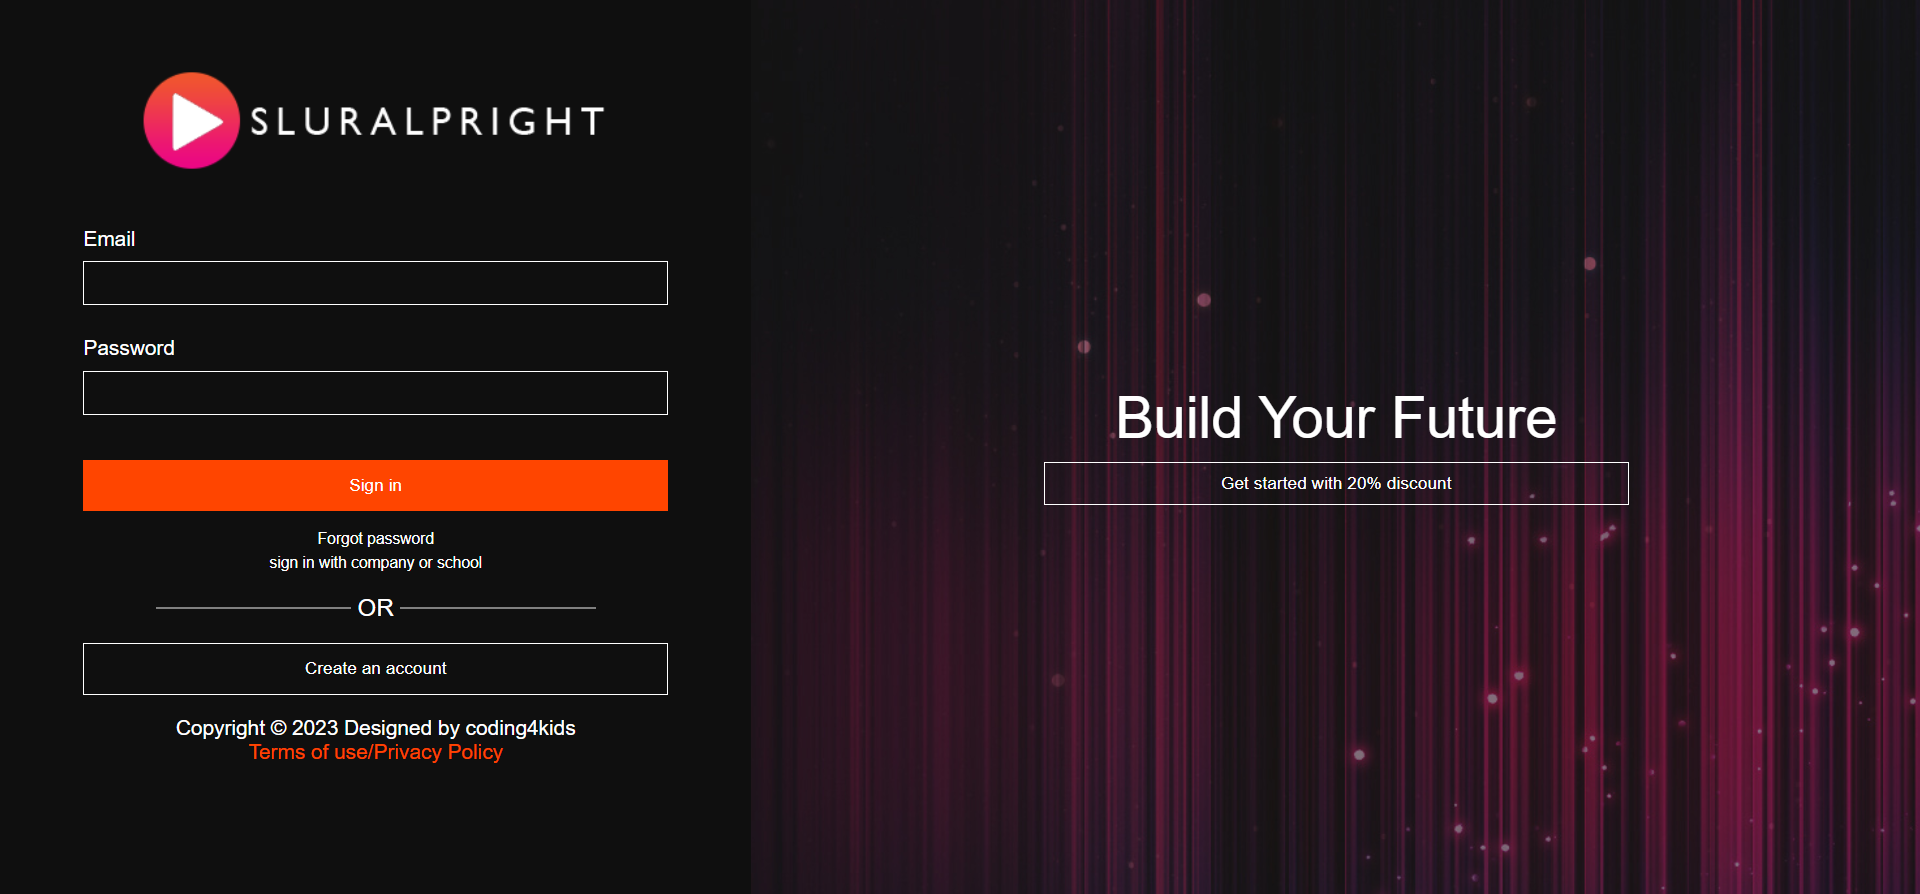 SLURALPRIGHT
Email
Password
Sign in
Forgot password
sign in with company or school
OR
Create an account
Copyright © 2023 Designed by coding4kids
Terms of use/Privacy Policy
Build Your Future
Get started with 20% discount